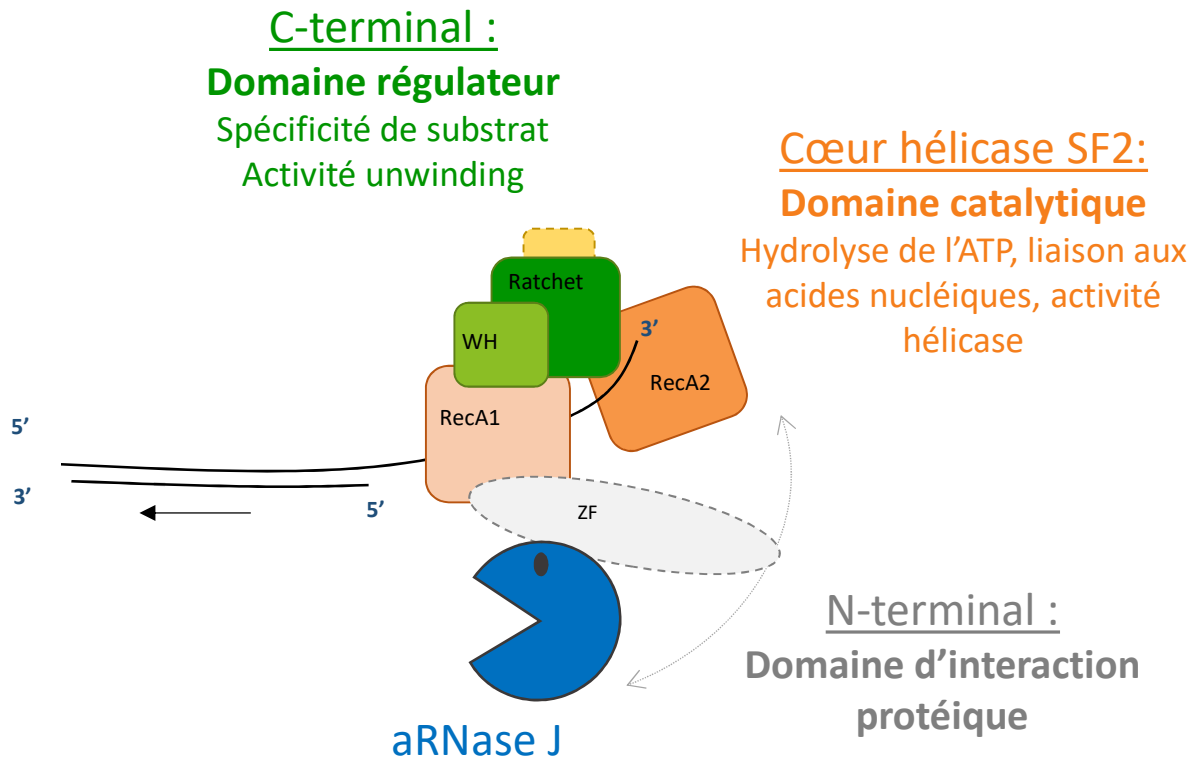 C-terminal :
Domaine régulateur
Spécificité de substrat
Activité unwinding
Cœur hélicase SF2:
Domaine catalytique
Hydrolyse de l’ATP, liaison aux
acides nucléiques, activité
hélicase
Ratchet
3’
WH
RecA2
RecA1
5’
3’
5’
ZF
N-terminal :
Domaine d’interaction
protéique
aRNase J